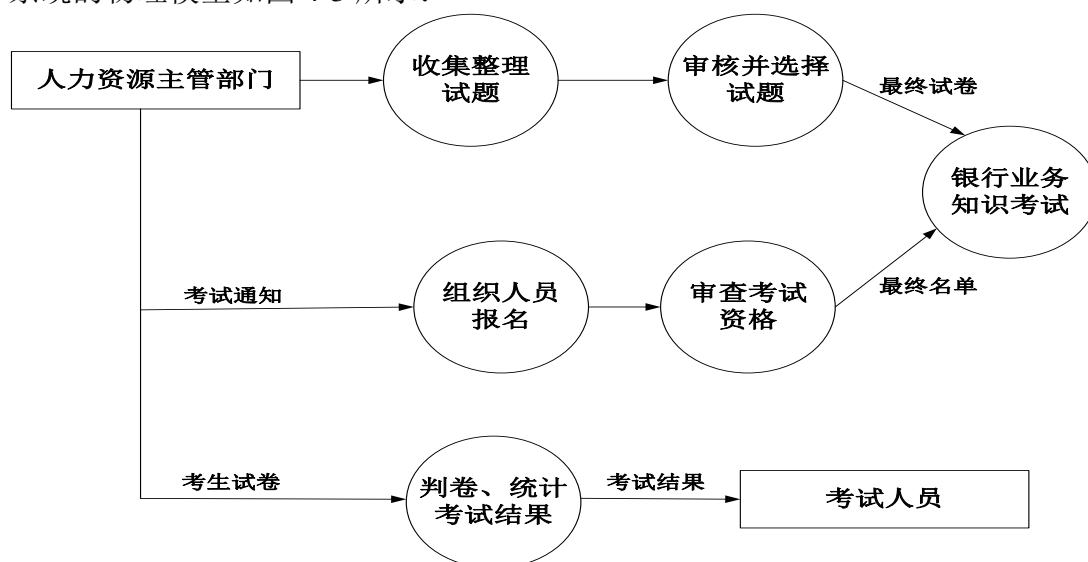 人力资源主管部门
收集整理
试题
审核并选择
试题
最终试卷
银行业务
知识考试
考试通知
组织人员
报名
审查考试
资格
最终名单
考生试卷
判卷、统计
考试结果
考试结果
考试人员